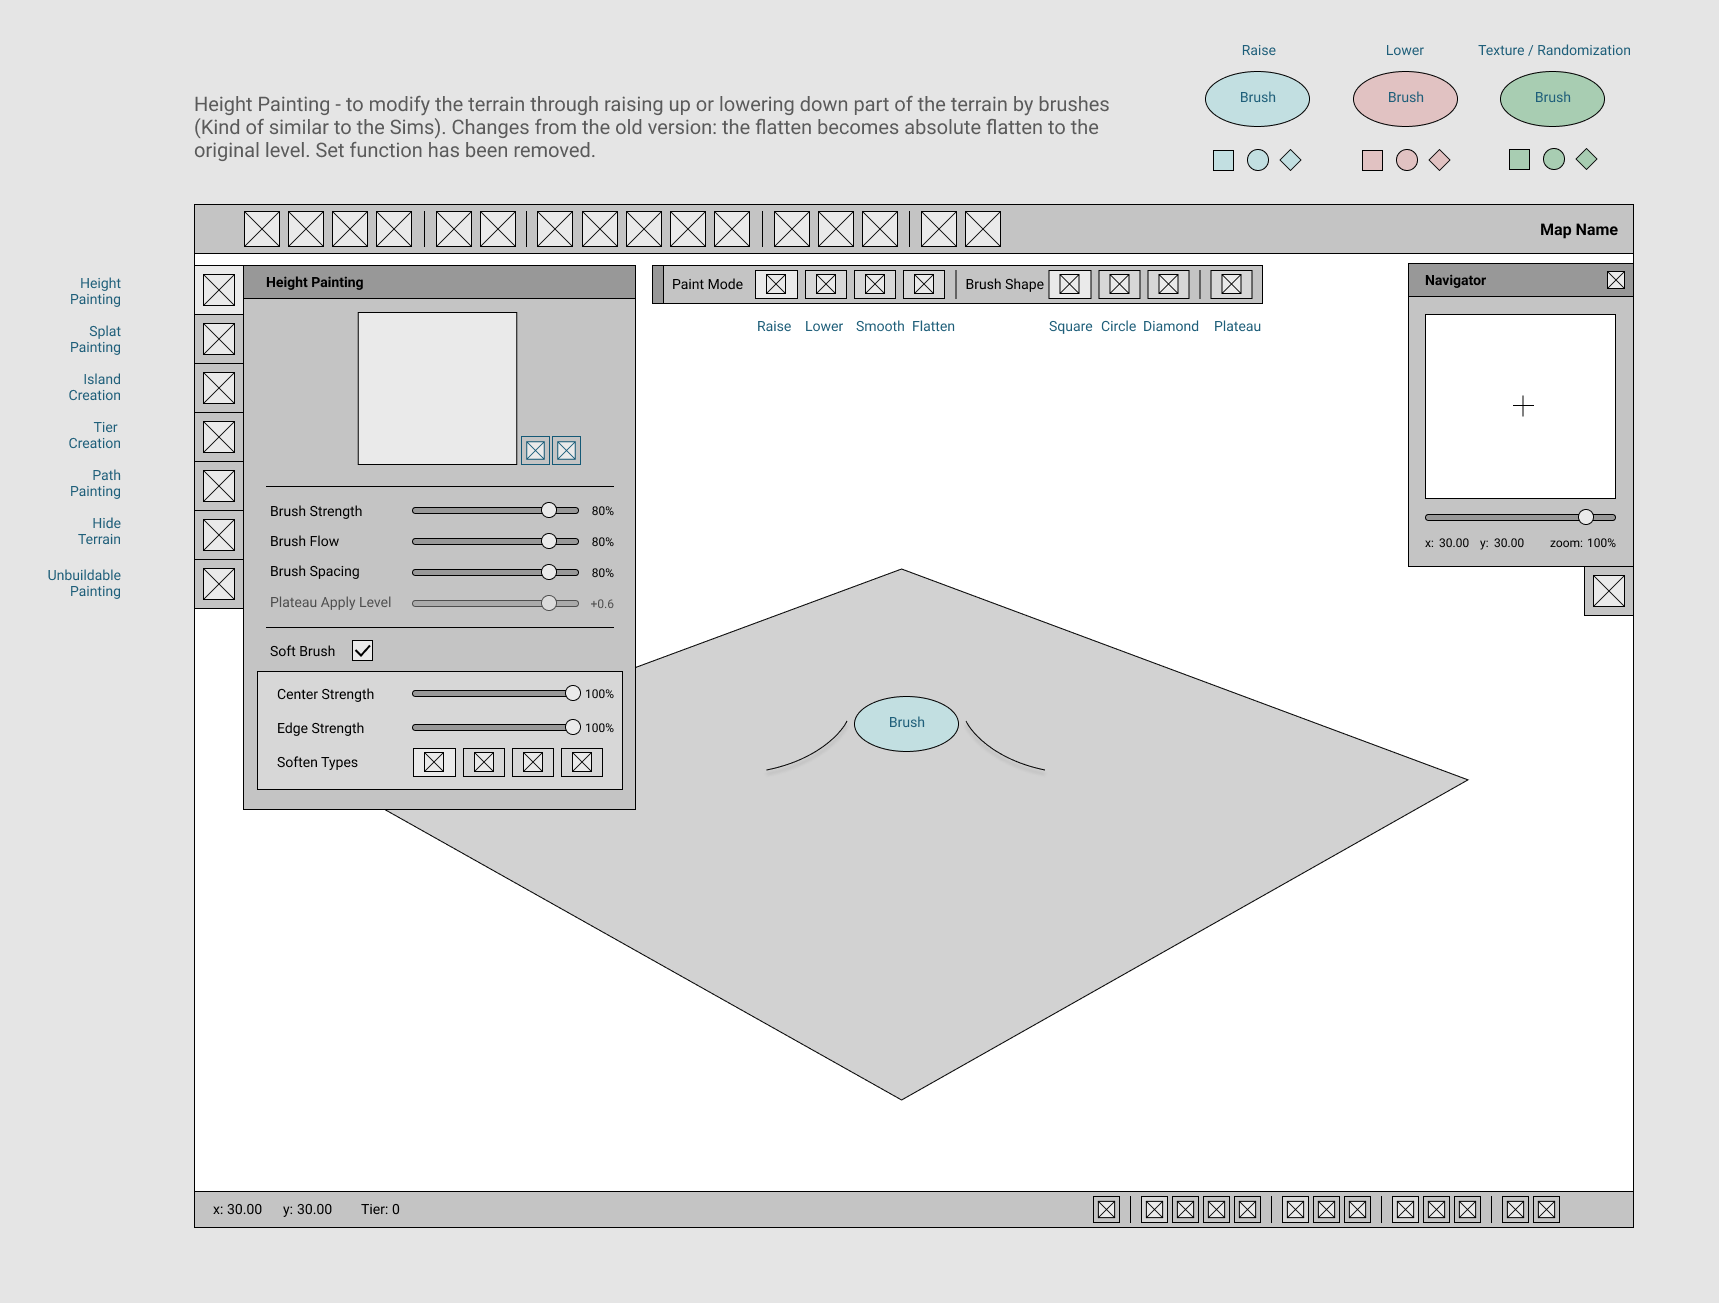 Raise
Lower
Texture / Randomization
Brush
Brush
Brush
Height Painting - to modify the terrain through raising up or lowering down part of the terrain by brushes
(Kind of similar to the Sims). Changes from the old version: the flatten becomes absolute flatten to the
original level. Set function has been removed.
Map Name
Height
Painting
Splat
Painting
Island
Creation
Tier
Creation
Path
Painting
Hide
Terrain
Unbuildable
Painting
Height Painting
Brush Strength 80%
Brush Flow 80%
Brush Spacing 80%
Plateau Apply Level +0.6
Soft Brush
Center Strength 100%
Edge Strength 100%
Soften Types
Paint Mode
Brush Shape
Raise Lower Smooth Flatten
Square Circle Diamond Plateau
Navigator
x: 30.00 y: 30.00 zoom: 100%
Brush
x: 30.00 y: 30.00 Tier: 0